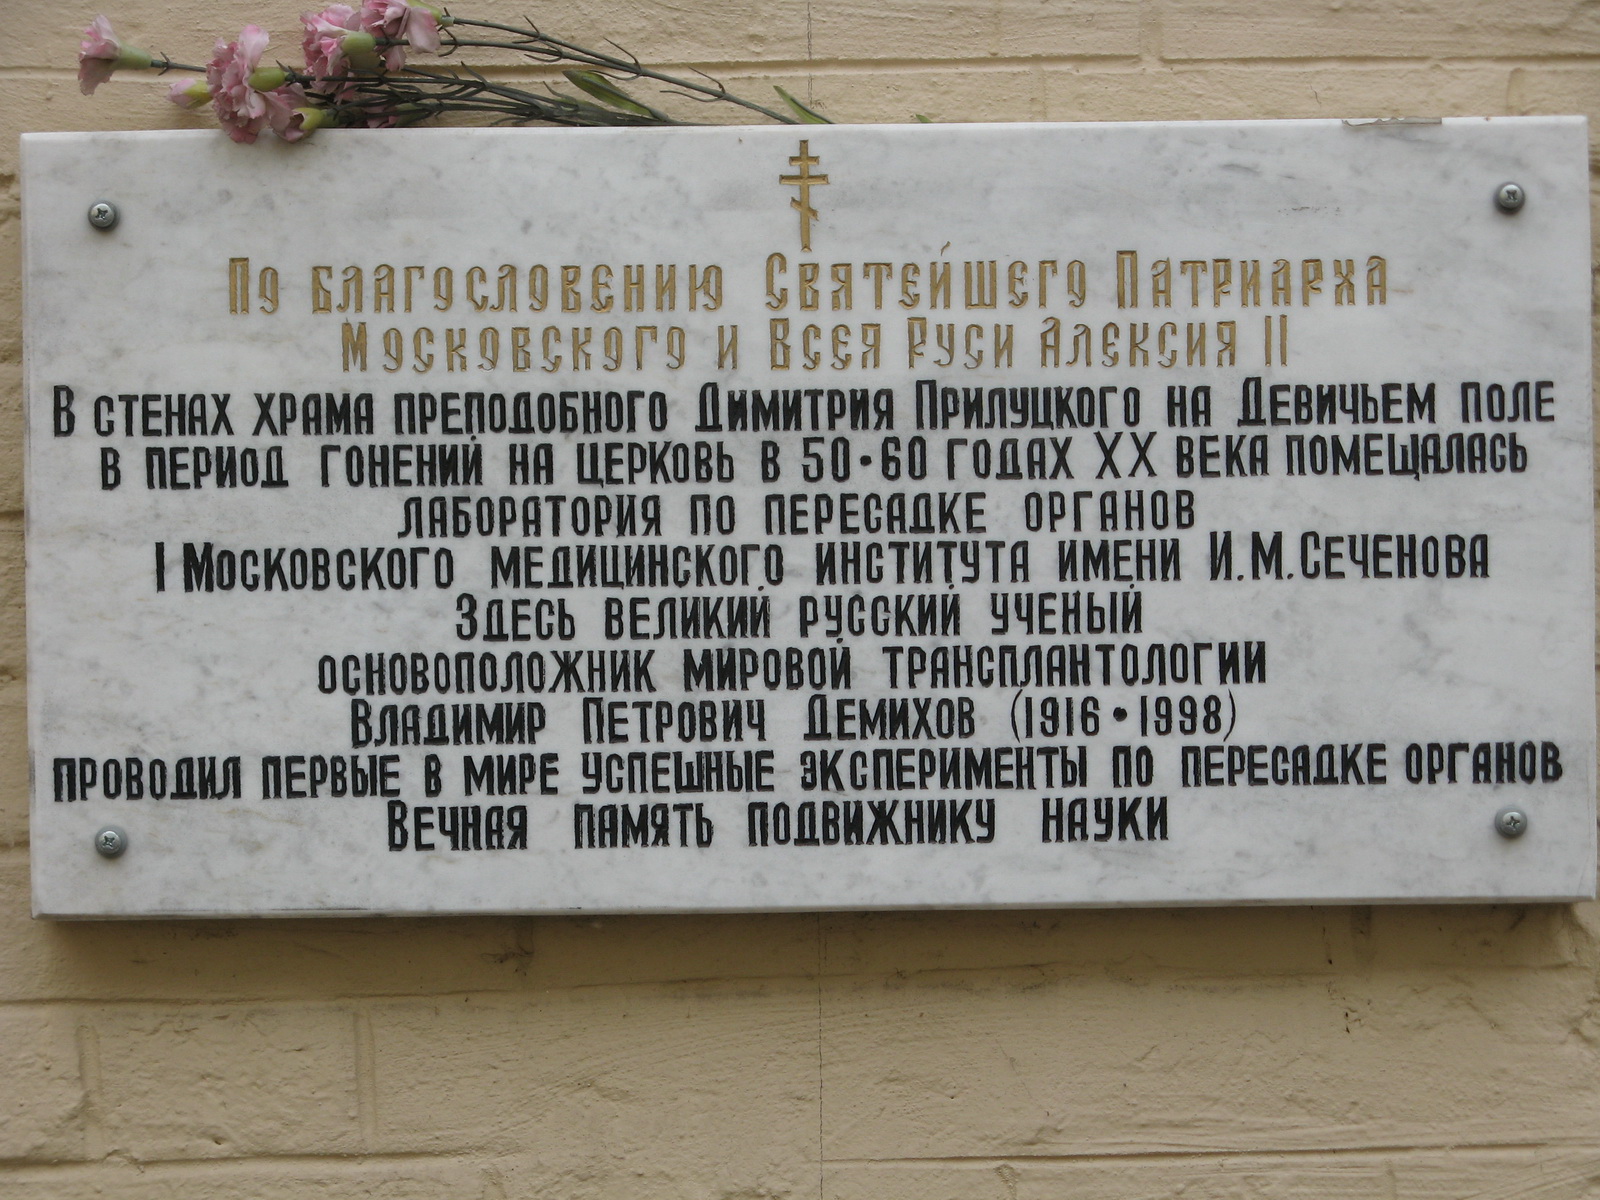 По благословению Святейшего Патриарха
Московского и Всея Руси Алексия II
В стенах храма преподобного Димитрия Прилуцкого на Девичьем поле
в период гонений на церковь в 50·60 годах XX века помещалась
лаборатория по пересадке органов
I Московского медицинского института имени И.М.Сеченова
Здесь великий русский ученый
основоположник мировой трансплантологии
Владимир Петрович Демихов (1916·1998)
проводил первые в мире успешные эксперименты по пересадке органов
Вечная память подвижнику науки